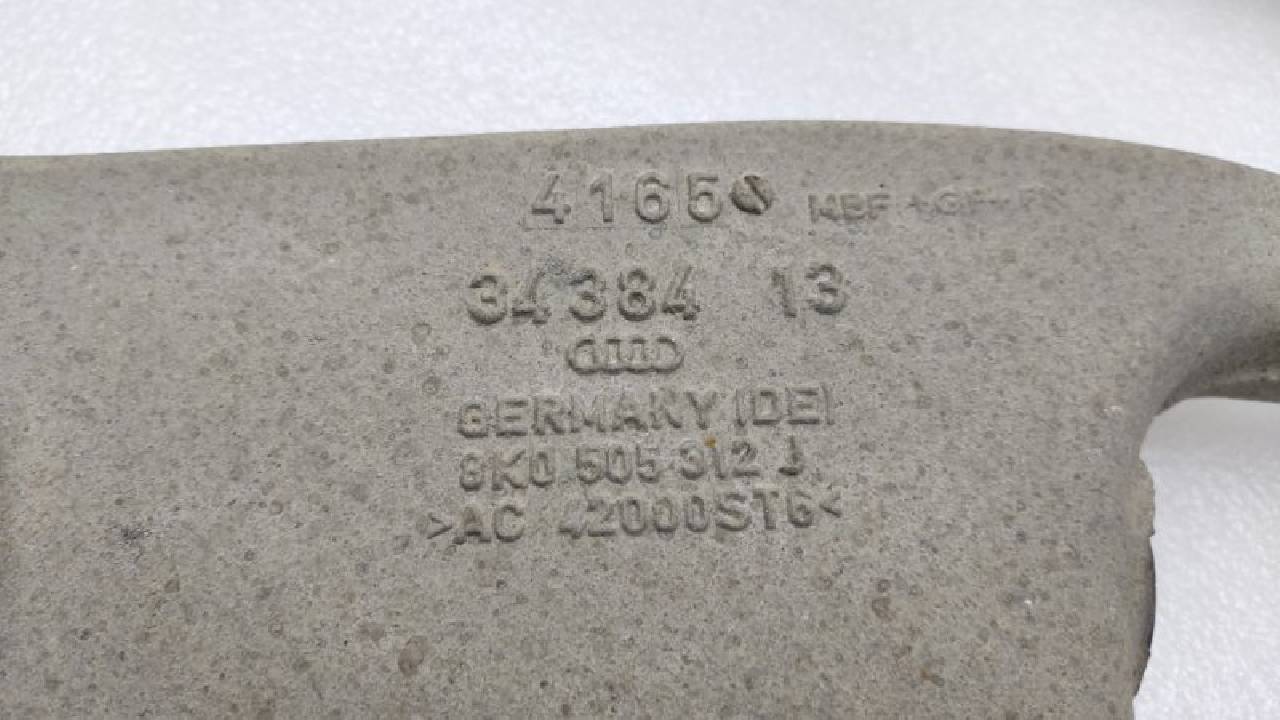 4165
34384 13
GERMANY (DE)
8K0 505 312 J
>AC 42000ST6<